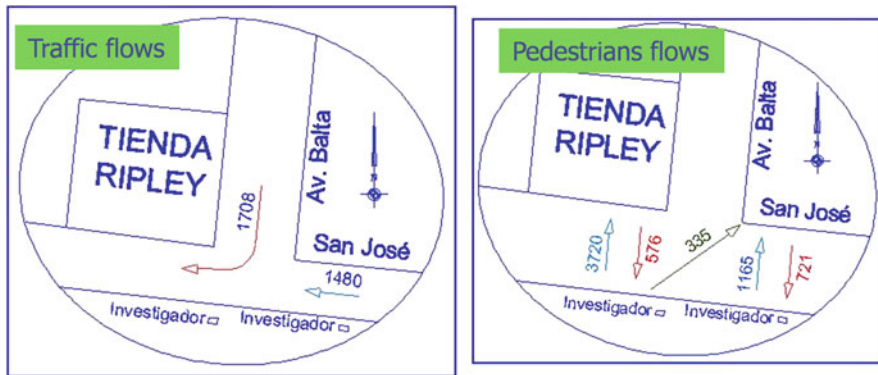 Traffic flows
TIENDA
RIPLEY
Av. Balta
1708
San José
1480
Investigador
Investigador
Pedestrians flows
TIENDA
RIPLEY
Av. Balta
San José
3720
576
335
1165
721
Investigador
Investigador